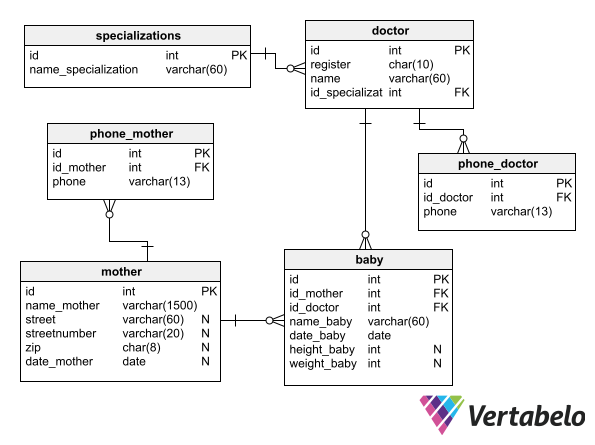 specializations
id int PK
name_specialization varchar(60)
doctor
id int PK
register char(10)
name varchar(60)
id_specializat int FK
phone_mother
id int PK
id_mother int FK
phone varchar(13)
phone_doctor
id int PK
id_doctor int FK
phone varchar(13)
mother
id int PK
name_mother varchar(1500)
street varchar(60) N
streetnumber varchar(20) N
zip char(8) N
date_mother date N
baby
id int PK
id_mother int FK
id_doctor int FK
name_baby varchar(60)
date_baby date
height_baby int N
weight_baby int N
Vertabelo